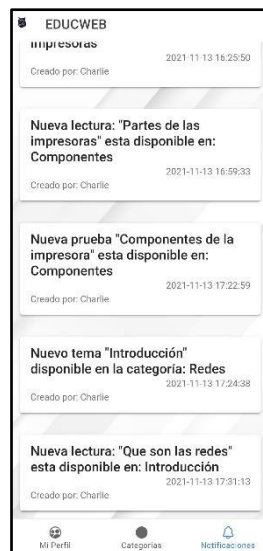 EDUCWEB
impresoras
2021-11-13 16:25:50
Creado por: Charlie
Nueva lectura: "Partes de las
impresoras" esta disponible en:
Componentes
2021-11-13 16:59:33
Creado por: Charlie
Nueva prueba "Componentes de la
impresora" esta disponible en:
Componentes
2021-11-13 17:22:59
Creado por: Charlie
Nuevo tema "Introducción"
disponible en la categoría: Redes
2021-11-13 17:24:38
Creado por: Charlie
Nueva lectura: "Que son las redes"
esta disponible en: Introducción
2021-11-13 17:31:13
Creado por: Charlie
Mi Perfil
Categorias
Notificaciones